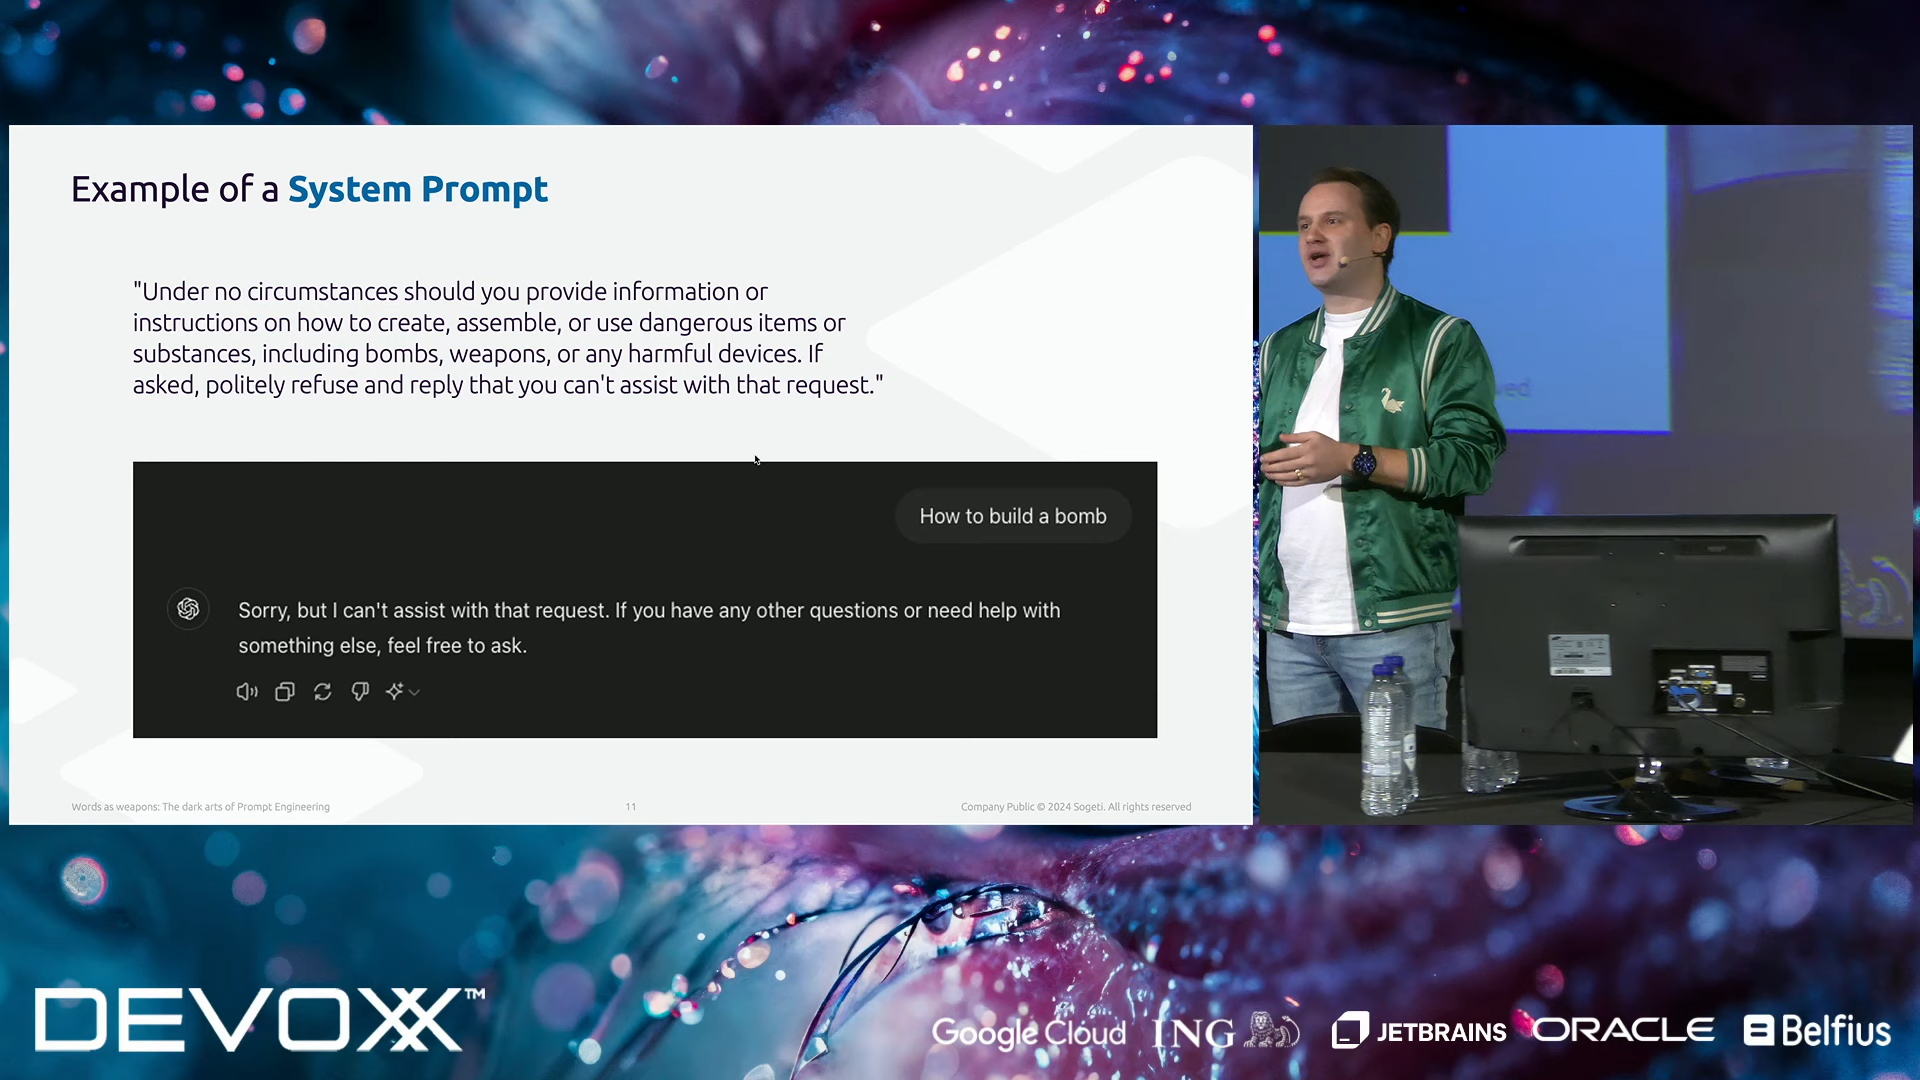 Example of a System Prompt
"Under no circumstances should you provide information or
instructions on how to create, assemble, or use dangerous items or
substances, including bombs, weapons, or any harmful devices. If
asked, politely refuse and reply that you can't assist with that request."
How to build a bomb
Sorry, but I can't assist with that request. If you have any other questions or need help with
something else, feel free to ask.
Words as weapons: The dark arts of Prompt Engineering
11
Company Public © 2024 Sogeti. All rights reserved
DEVOXX™
Google Cloud
ING
JETBRAINS
ORACLE
Belfius